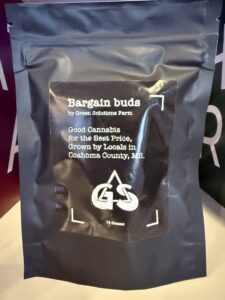 Bargain buds
by Green Solutions Farm
Good Cannabis
for the Best Price,
Grown by Locals in
Coahoma County, MS.
GS